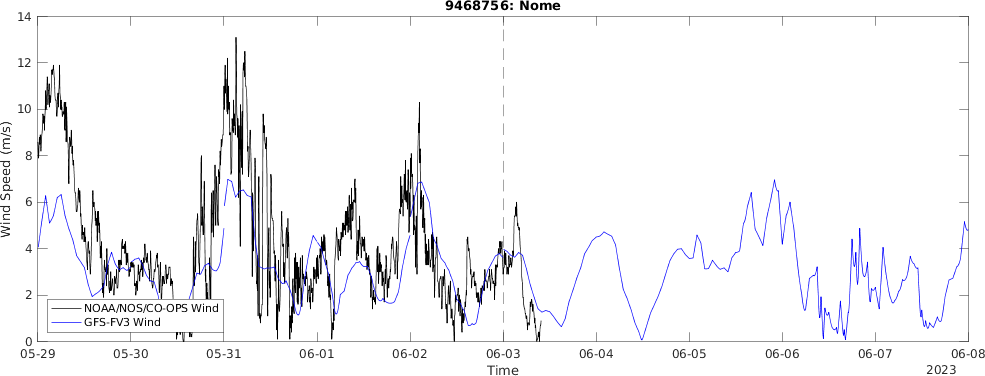 9468756: Nome
14
12
10
8
6
4
2
0
Wind Speed (m/s)
NOAA/NOS/CO-OPS Wind
GFS-FV3 Wind
05-29 05-30 05-31 06-01 06-02 06-03 06-04 06-05 06-06 06-07 06-08
Time
2023